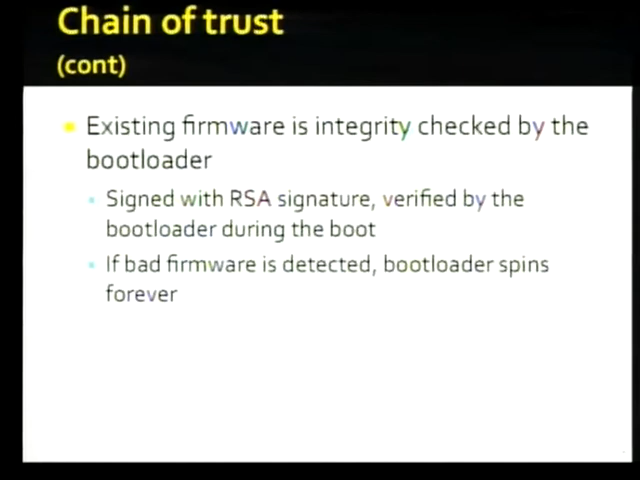 Chain of trust
(cont)
Existing firmware is integrity checked by the
bootloader
Signed with RSA signature, verified by the
bootloader during the boot
If bad firmware is detected, bootloader spins
forever